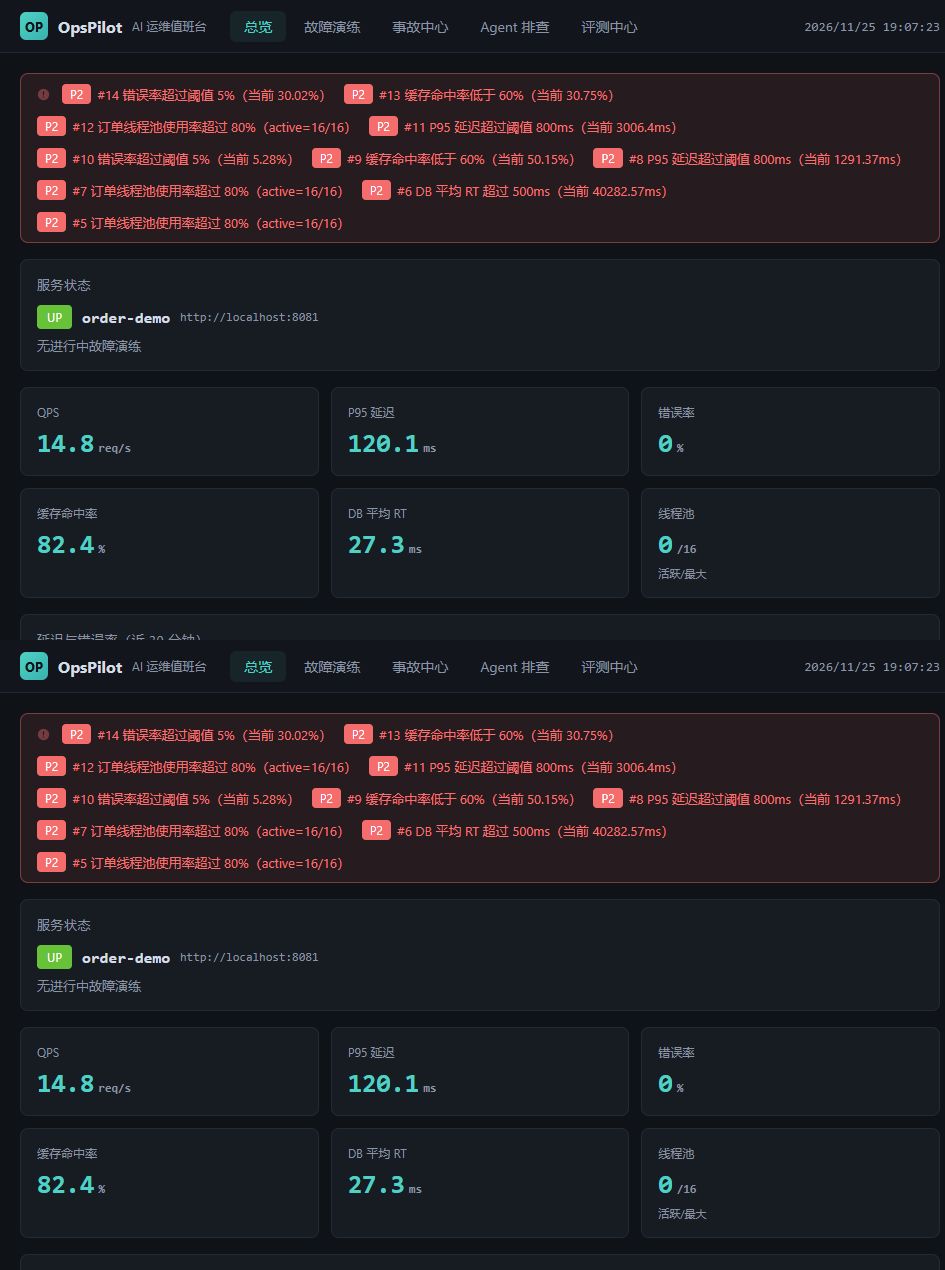 OP OpsPilot AI 运维值班台 总览 故障演练 事故中心 Agent 排查 评测中心 2026/11/25 19:07:23
P2 #14 错误率超过阈值 5%（当前 30.02%） P2 #13 缓存命中率低于 60%（当前 30.75%）
P2 #12 订单线程池使用率超过 80%（active=16/16） P2 #11 P95 延迟超过阈值 800ms（当前 3006.4ms）
P2 #10 错误率超过阈值 5%（当前 5.28%） P2 #9 缓存命中率低于 60%（当前 50.15%） P2 #8 P95 延迟超过阈值 800ms（当前 1291.37ms）
P2 #7 订单线程池使用率超过 80%（active=16/16） P2 #6 DB 平均 RT 超过 500ms（当前 40282.57ms）
P2 #5 订单线程池使用率超过 80%（active=16/16）
服务状态
UP order-demo http://localhost:8081
无进行中故障演练
QPS P95 延迟 错误率
14.8 req/s 120.1 ms 0 %
缓存命中率 DB 平均 RT 线程池
82.4 % 27.3 ms 0 /16
活跃/最大
延迟与错误率（近 30 分钟）
OP OpsPilot AI 运维值班台 总览 故障演练 事故中心 Agent 排查 评测中心 2026/11/25 19:07:23
P2 #14 错误率超过阈值 5%（当前 30.02%） P2 #13 缓存命中率低于 60%（当前 30.75%）
P2 #12 订单线程池使用率超过 80%（active=16/16） P2 #11 P95 延迟超过阈值 800ms（当前 3006.4ms）
P2 #10 错误率超过阈值 5%（当前 5.28%） P2 #9 缓存命中率低于 60%（当前 50.15%） P2 #8 P95 延迟超过阈值 800ms（当前 1291.37ms）
P2 #7 订单线程池使用率超过 80%（active=16/16） P2 #6 DB 平均 RT 超过 500ms（当前 40282.57ms）
P2 #5 订单线程池使用率超过 80%（active=16/16）
服务状态
UP order-demo http://localhost:8081
无进行中故障演练
QPS P95 延迟 错误率
14.8 req/s 120.1 ms 0 %
缓存命中率 DB 平均 RT 线程池
82.4 % 27.3 ms 0 /16
活跃/最大